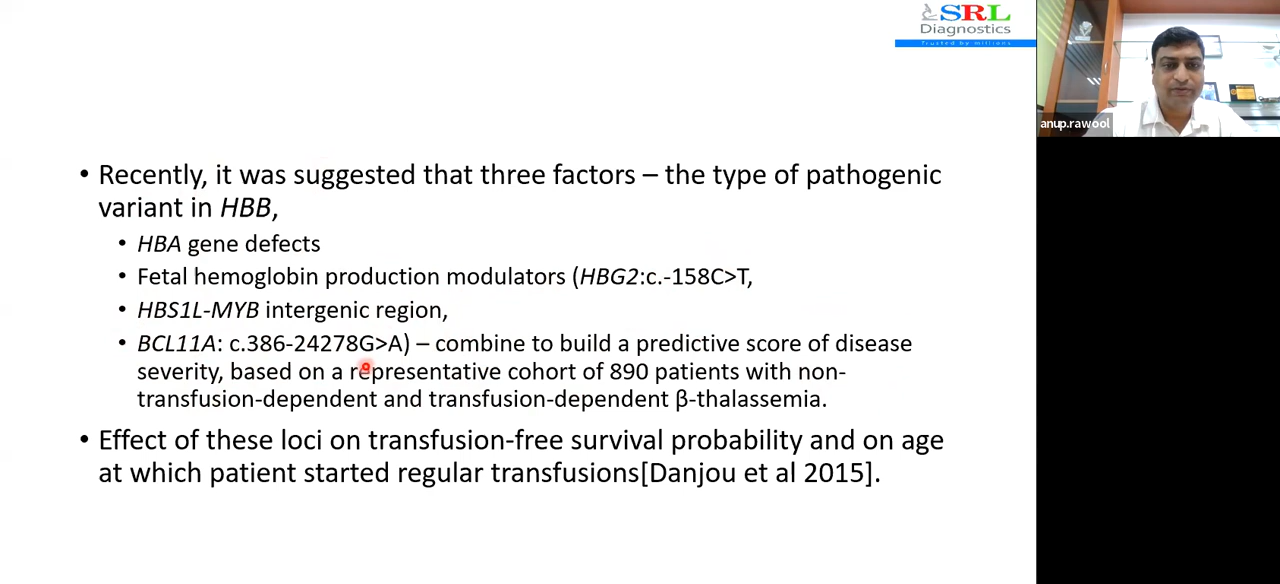 SRL
Diagnostics
Trusted by millions
anup.rawool
• Recently, it was suggested that three factors – the type of pathogenic
variant in HBB,
• HBA gene defects
• Fetal hemoglobin production modulators (HBG2:c.-158C>T,
• HBS1L-MYB intergenic region,
• BCL11A: c.386-24278G>A) – combine to build a predictive score of disease
severity, based on a representative cohort of 890 patients with non-
transfusion-dependent and transfusion-dependent β-thalassemia.
• Effect of these loci on transfusion-free survival probability and on age
at which patient started regular transfusions[Danjou et al 2015].